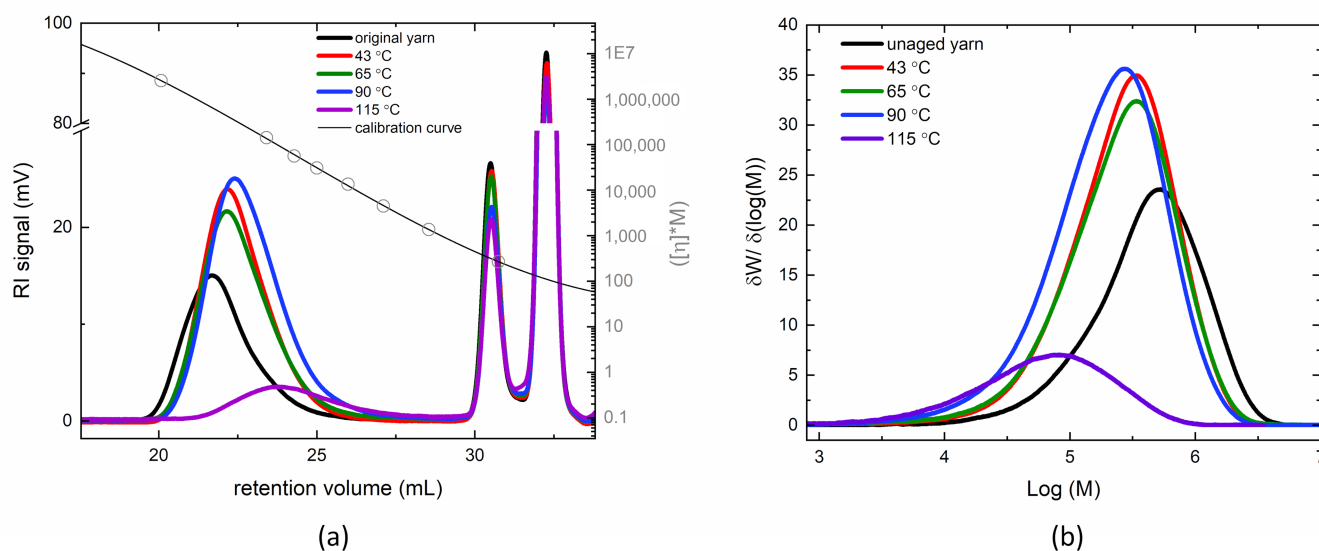 100
80
20
0
RI signal (mV)
original yarn
43 °C
65 °C
90 °C
115 °C
calibration curve
1E7
1,000,000
100,000
10,000
1,000
100
10
1
0.1
([η]*M)
20 25 30
retention volume (mL)
(a)
40
35
30
25
20
15
10
5
0
δW/ δ(log(M))
unaged yarn
43 °C
65 °C
90 °C
115 °C
3 4 5 6 7
Log (M)
(b)